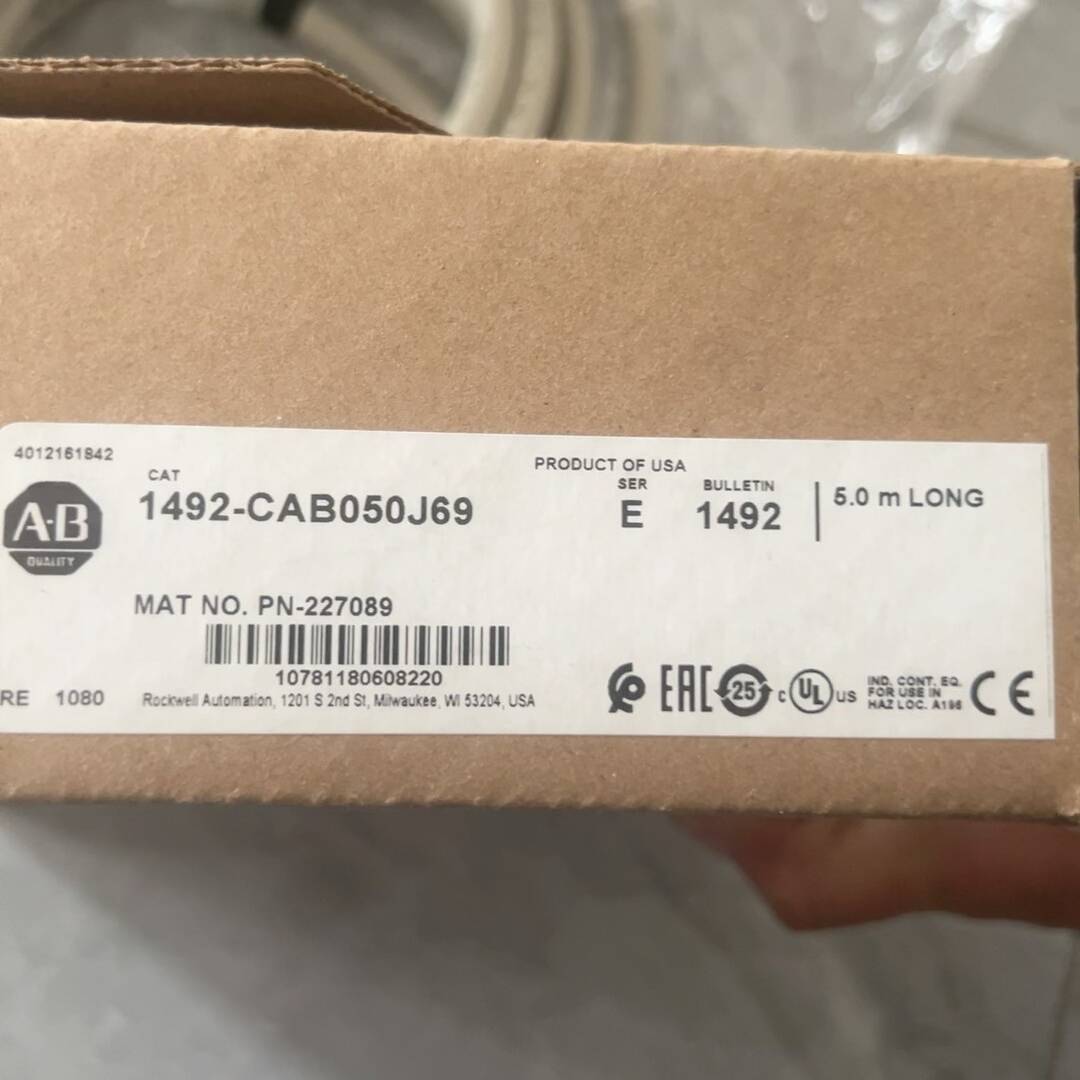 4012161842
CAT
1492-CAB050J69
PRODUCT OF USA
SER
E
BULLETIN
1492
5.0 m LONG
A-B
QUALITY
MAT NO. PN-227089
10781180608220
RE 1080
Rockwell Automation, 1201 S 2nd St, Milwaukee, WI 53204, USA
EAC
25
c UL us
IND. CONT. EQ.
FOR USE IN
HAZ LOC. A196
CE